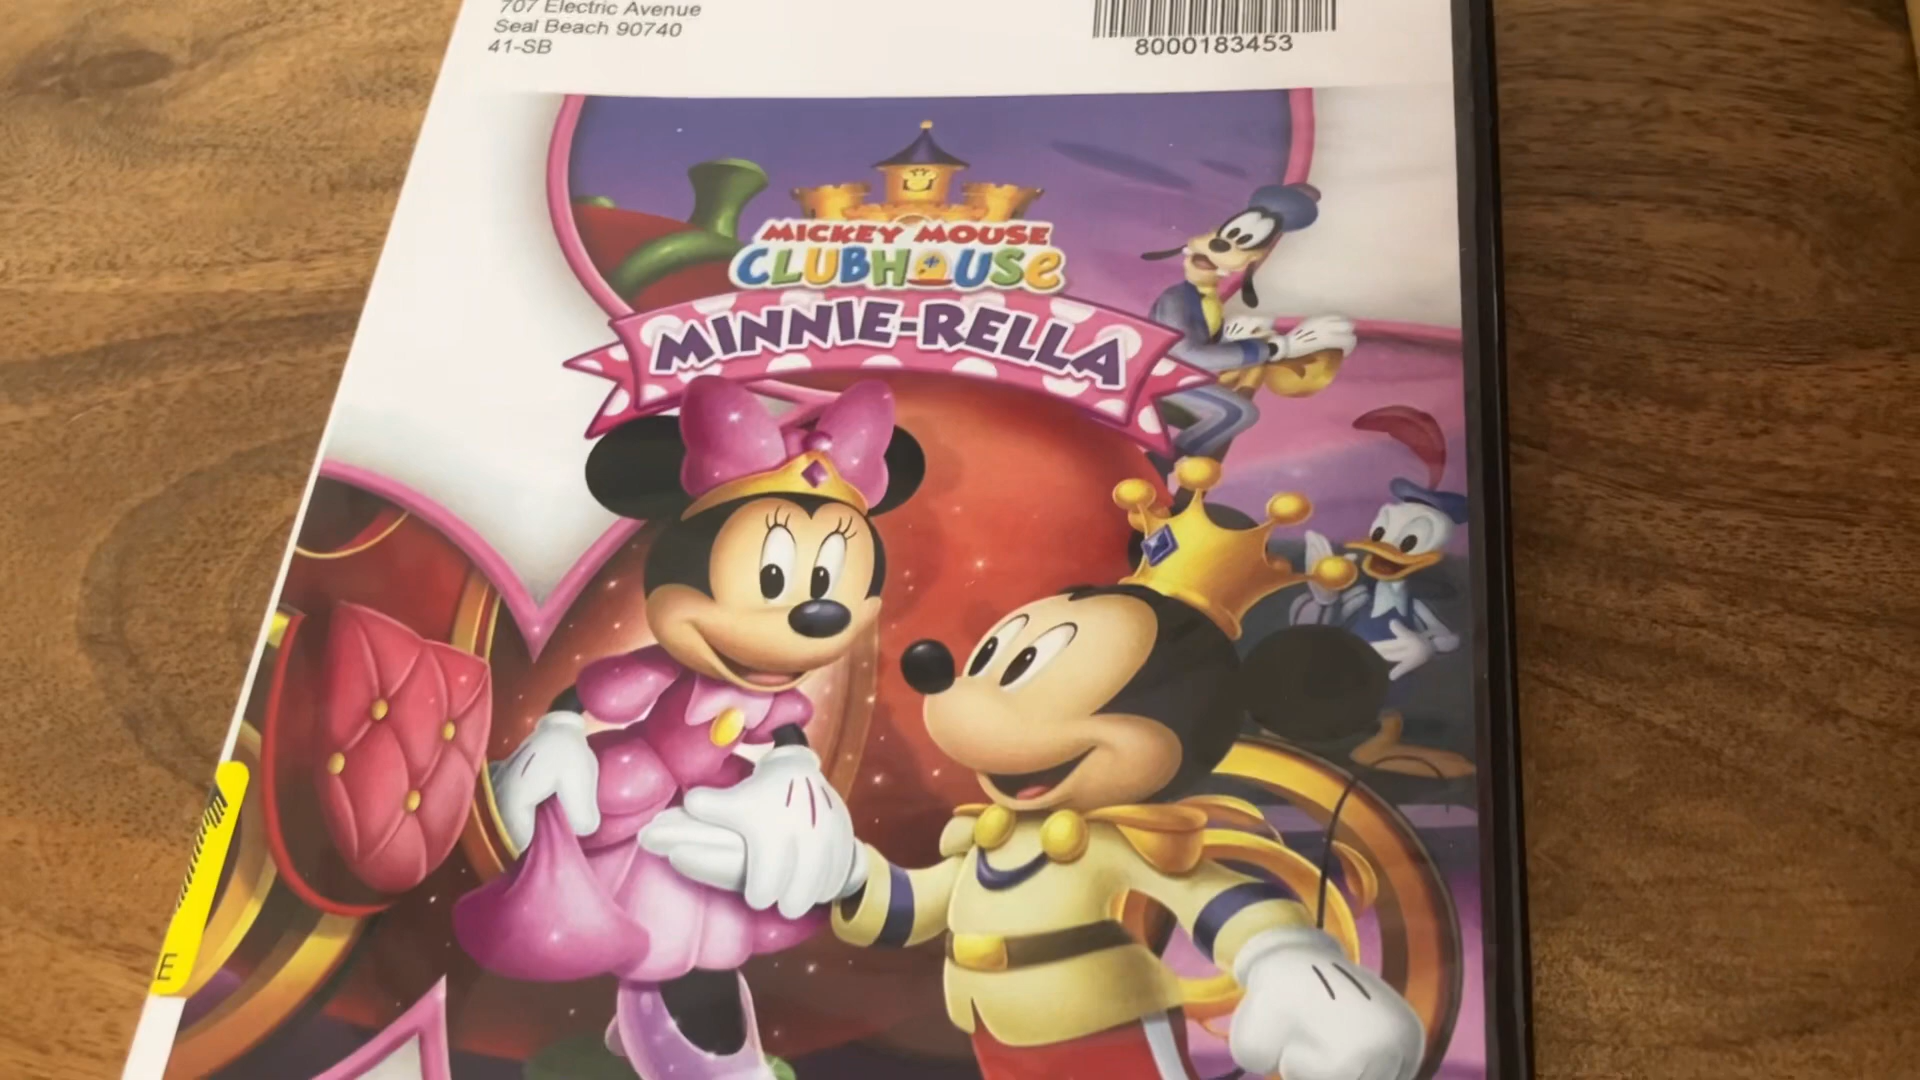 707 Electric Avenue
Seal Beach 90740
41-SB
8000183453
MICKEY MOUSE
CLUBHOUSE
MINNIE-RELLA
E